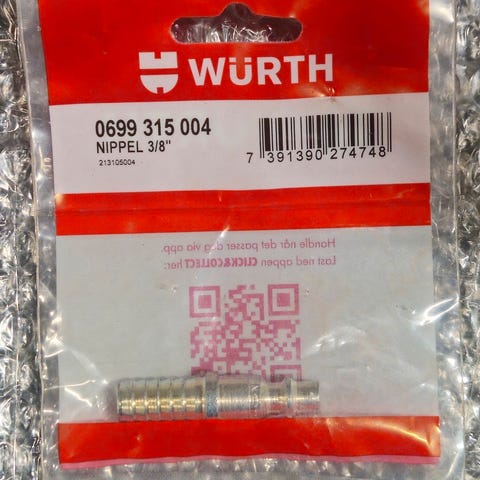 WÜRTH
0699 315 004
NIPPEL 3/8"
213105004
7 391390 274748
Handle når det passer deg via app.
Last ned appen CLICK&COLLECT her: